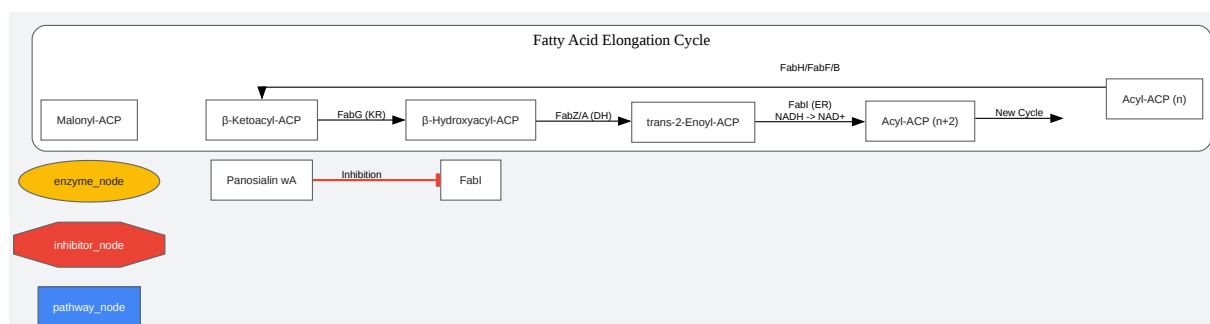 Fatty Acid Elongation Cycle
FabH/FabF/B
Malonyl-ACP
β-Ketoacyl-ACP
FabG (KR)
β-Hydroxyacyl-ACP
FabZ/A (DH)
trans-2-Enoyl-ACP
FabI (ER)
NADH -> NAD+
Acyl-ACP (n+2)
New Cycle
Acyl-ACP (n)
enzyme_node
Panosialin wA
Inhibition
FabI
inhibitor_node
pathway_node